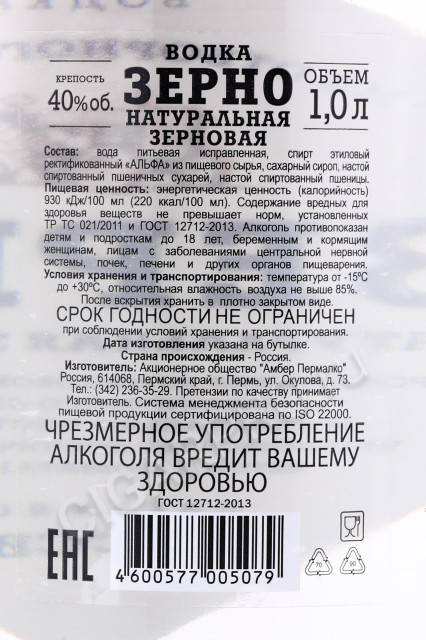 ВОДКА
КРЕПОСТЬ
40% об.
ЗЕРНО
ОБЪЕМ
1,0 л
НАТУРАЛЬНАЯ
ЗЕРНОВАЯ
Состав: вода питьевая исправленная, спирт этиловый
ректификованный «АЛЬФА» из пищевого сырья, сахарный сироп, настой
спиртованный пшеничных сухарей, настой спиртованный пшеницы.
Пищевая ценность: энергетическая ценность (калорийность)
930 кДж/100 мл (220 ккал/100 мл). Содержание вредных для
здоровья веществ не превышает норм, установленных
ТР ТС 021/2011 и ГОСТ 12712-2013. Алкоголь противопоказан
детям и подросткам до 18 лет, беременным и кормящим
женщинам, лицам с заболеваниями центральной нервной
системы, почек, печени и других органов пищеварения.
Условия хранения и транспортирования: температура от -15ºС
до +30ºС, относительная влажность воздуха не выше 85%.
После вскрытия хранить в плотно закрытом виде.
СРОК ГОДНОСТИ НЕ ОГРАНИЧЕН
при соблюдении условий хранения и транспортирования.
Дата изготовления указана на бутылке.
Страна происхождения - Россия.
Изготовитель: Акционерное общество "Амбер Пермалко"
Россия, 614068, Пермский край, г. Пермь, ул. Окулова, д. 73.
Тел.: (342) 236-35-29. Претензии по качеству принимает
Изготовитель. Система менеджмента безопасности
пищевой продукции сертифицирована по ISO 22000.
ЧРЕЗМЕРНОЕ УПОТРЕБЛЕНИЕ
АЛКОГОЛЯ ВРЕДИТ ВАШЕМУ
ЗДОРОВЬЮ
ГОСТ 12712-2013
ЕАС
4 600577 005079
70
90